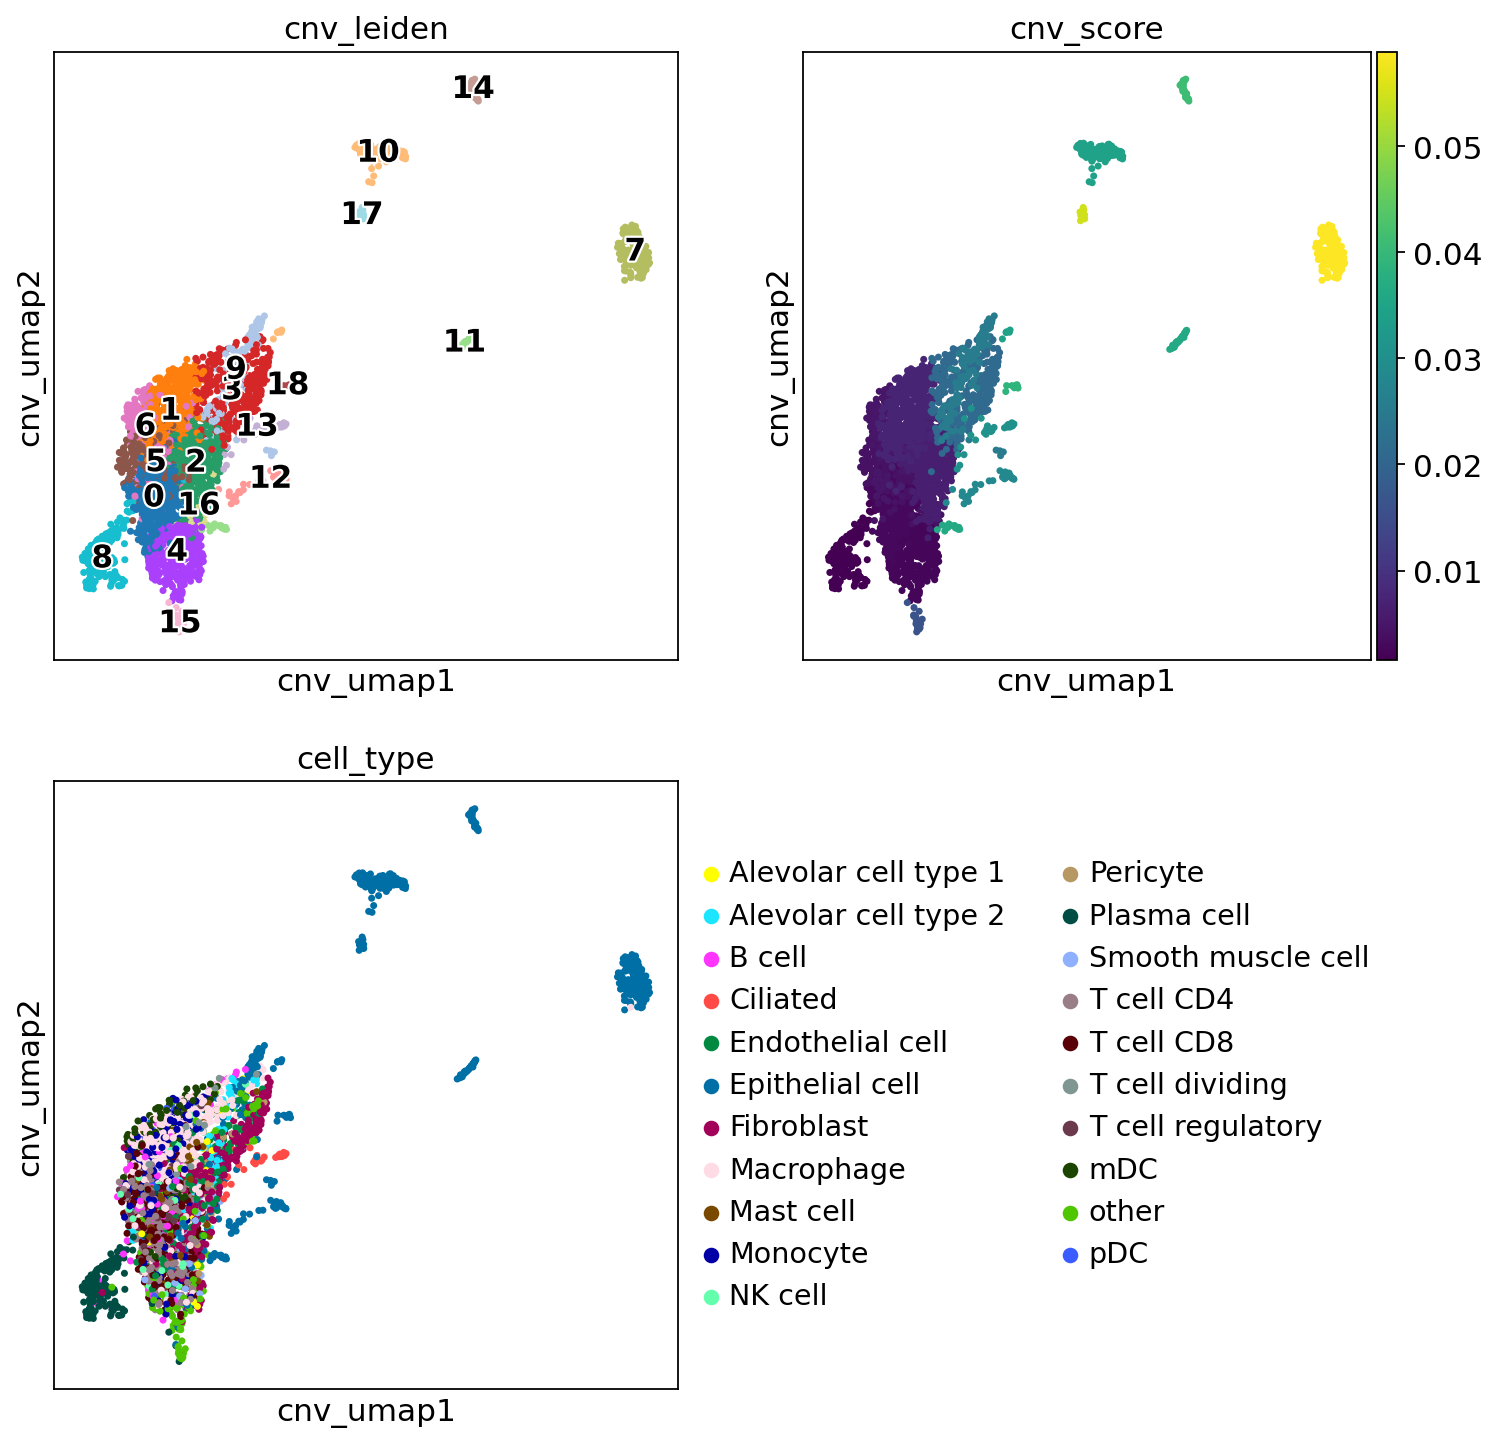 cnv_leiden
cnv_score
14
10
17
7
11
9
3
18
1
6
13
5
2
12
0
16
4
8
15
0.05
0.04
0.03
0.02
0.01
cnv_umap2
cnv_umap1
cnv_umap2
cnv_umap1
cell_type
cnv_umap2
cnv_umap1
Alevolar cell type 1
Alevolar cell type 2
B cell
Ciliated
Endothelial cell
Epithelial cell
Fibroblast
Macrophage
Mast cell
Monocyte
NK cell
Pericyte
Plasma cell
Smooth muscle cell
T cell CD4
T cell CD8
T cell dividing
T cell regulatory
mDC
other
pDC